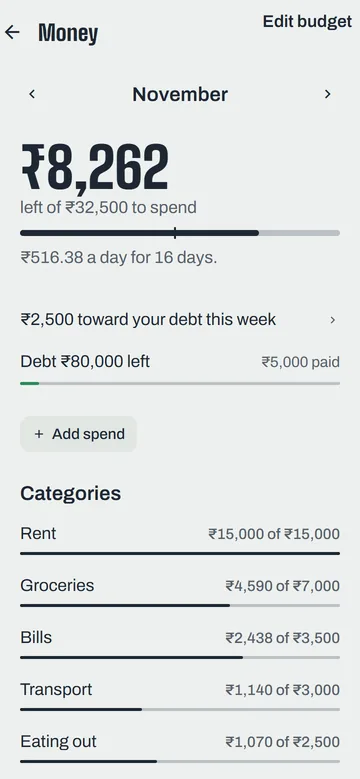 Money
Edit budget
November
₹8,262
left of ₹32,500 to spend
₹516.38 a day for 16 days.
₹2,500 toward your debt this week
Debt ₹80,000 left
₹5,000 paid
+ Add spend
Categories
Rent
₹15,000 of ₹15,000
Groceries
₹4,590 of ₹7,000
Bills
₹2,438 of ₹3,500
Transport
₹1,140 of ₹3,000
Eating out
₹1,070 of ₹2,500